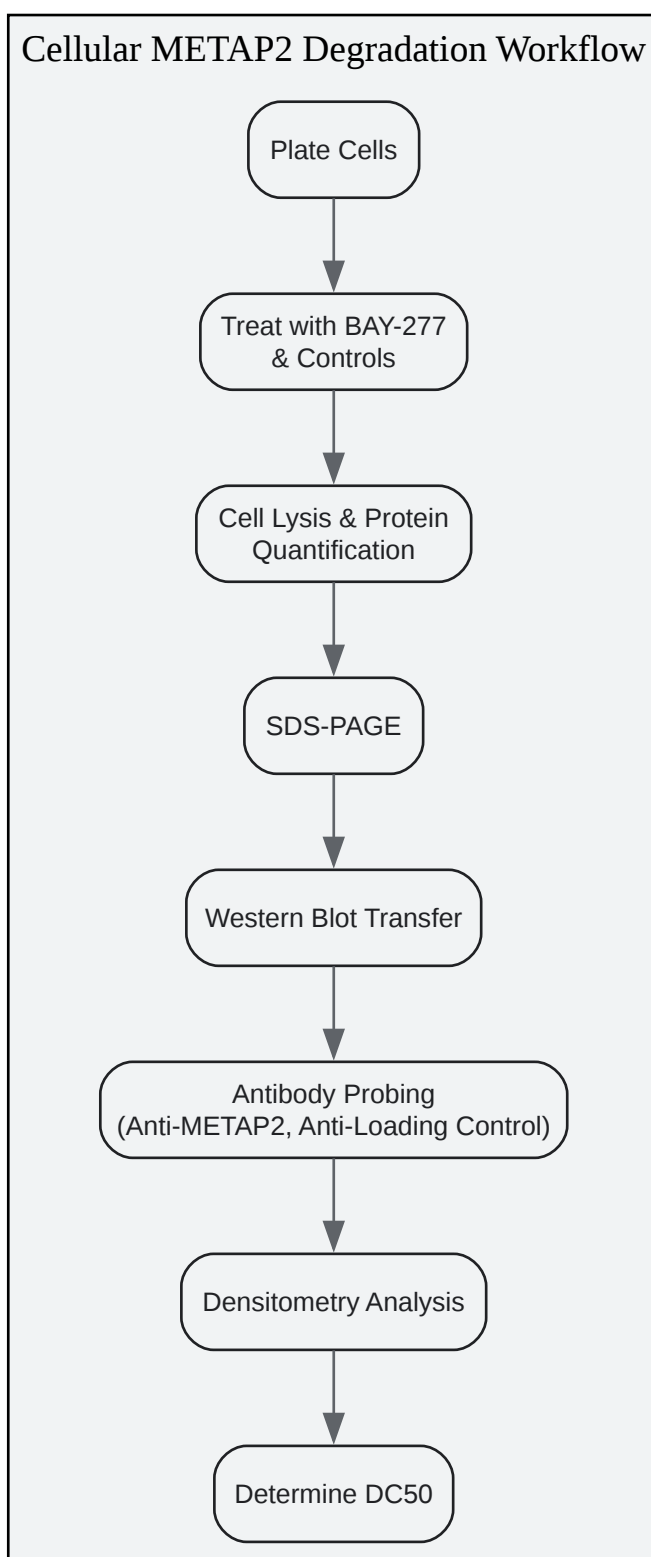 Cellular METAP2 Degradation Workflow
Plate Cells
Treat with BAY-277
& Controls
Cell Lysis & Protein
Quantification
SDS-PAGE
Western Blot Transfer
Antibody Probing
(Anti-METAP2, Anti-Loading Control)
Densitometry Analysis
Determine DC50